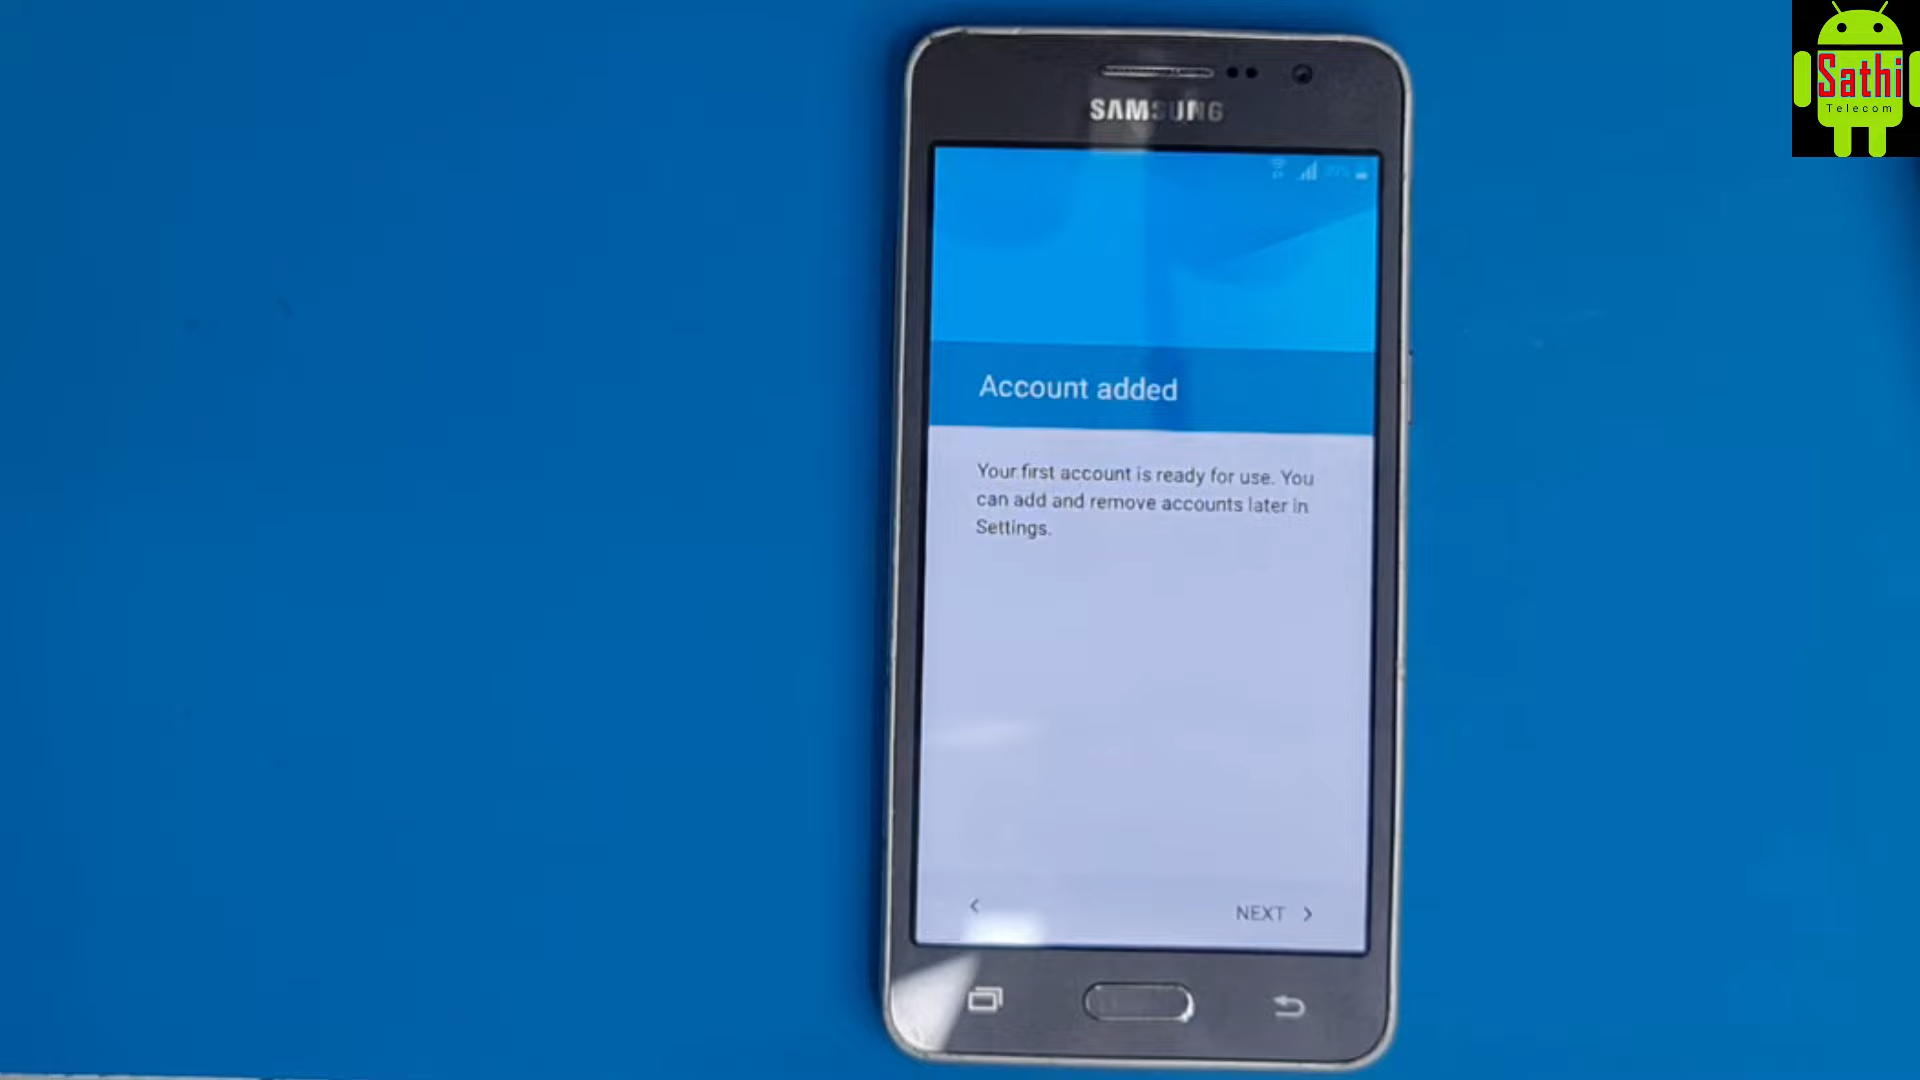 Sathi
Telecom
SAMSUNG
Account added
Your first account is ready for use. You
can add and remove accounts later in
Settings.
NEXT